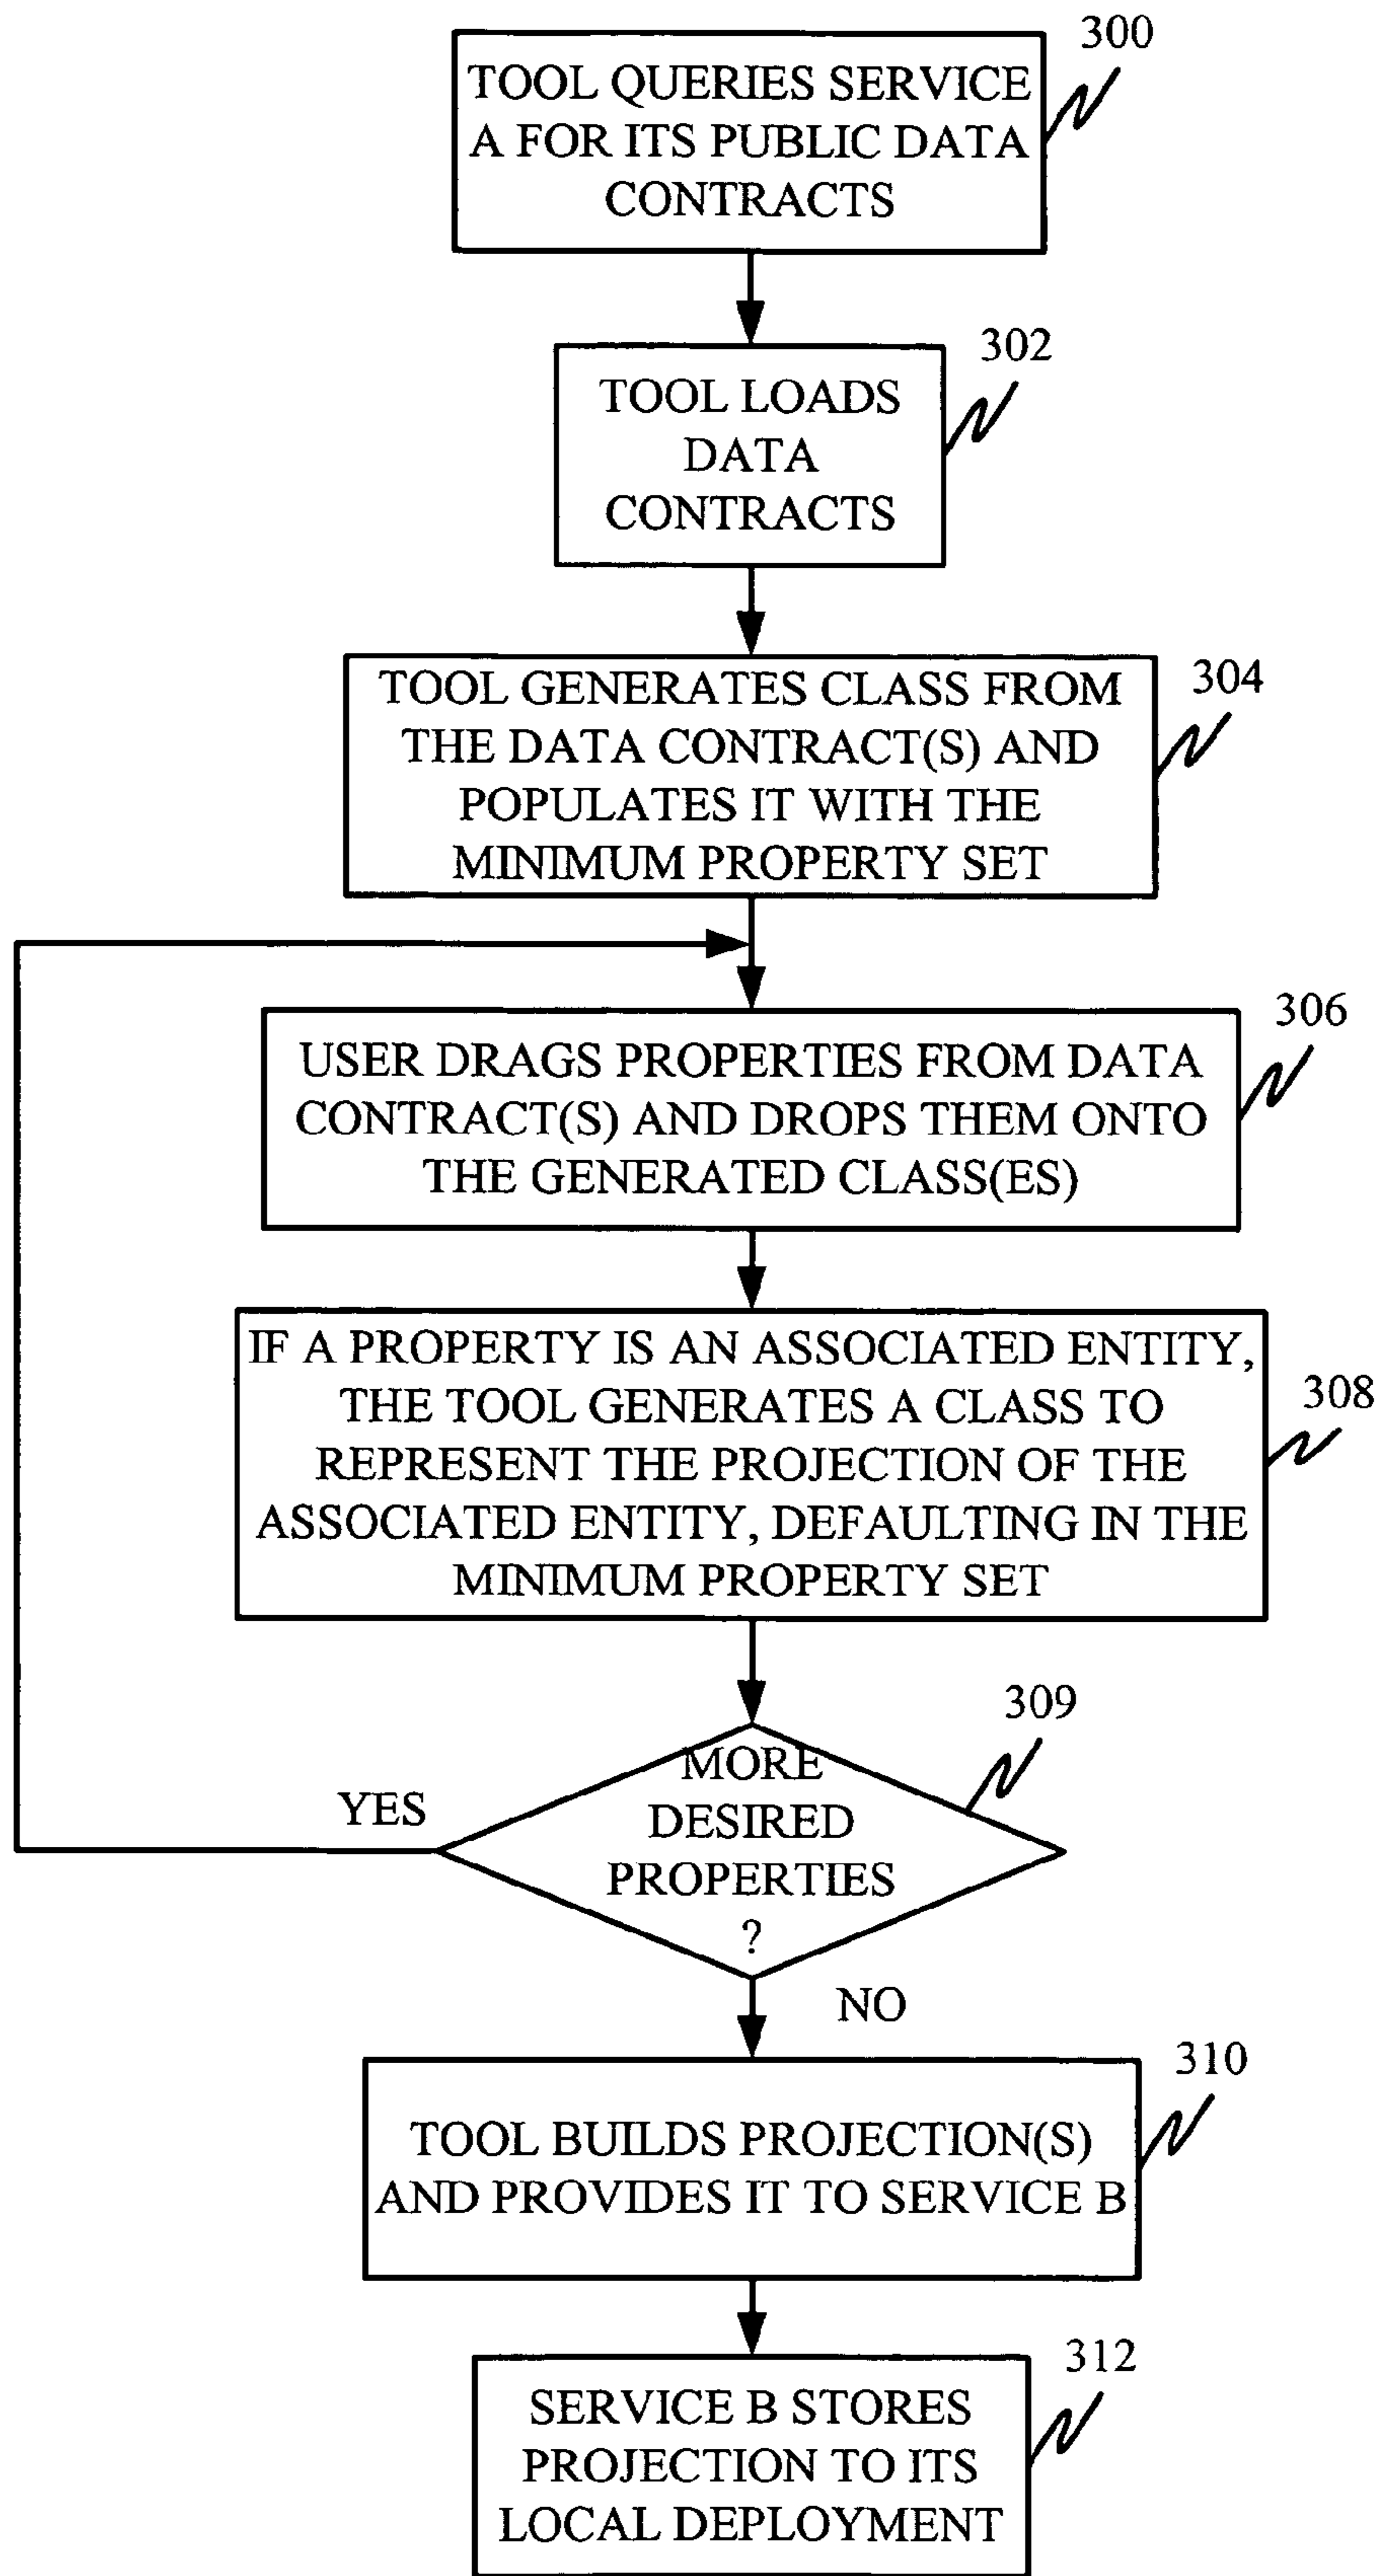 300
TOOL QUERIES SERVICE
A FOR ITS PUBLIC DATA
CONTRACTS
302
TOOL LOADS
DATA
CONTRACTS
304
TOOL GENERATES CLASS FROM
THE DATA CONTRACT(S) AND
POPULATES IT WITH THE
MINIMUM PROPERTY SET
306
USER DRAGS PROPERTIES FROM DATA
CONTRACT(S) AND DROPS THEM ONTO
THE GENERATED CLASS(ES)
308
IF A PROPERTY IS AN ASSOCIATED ENTITY,
THE TOOL GENERATES A CLASS TO
REPRESENT THE PROJECTION OF THE
ASSOCIATED ENTITY, DEFAULTING IN THE
MINIMUM PROPERTY SET
309
MORE
DESIRED
PROPERTIES
?
YES
NO
310
TOOL BUILDS PROJECTION(S)
AND PROVIDES IT TO SERVICE B
312
SERVICE B STORES
PROJECTION TO ITS
LOCAL DEPLOYMENT